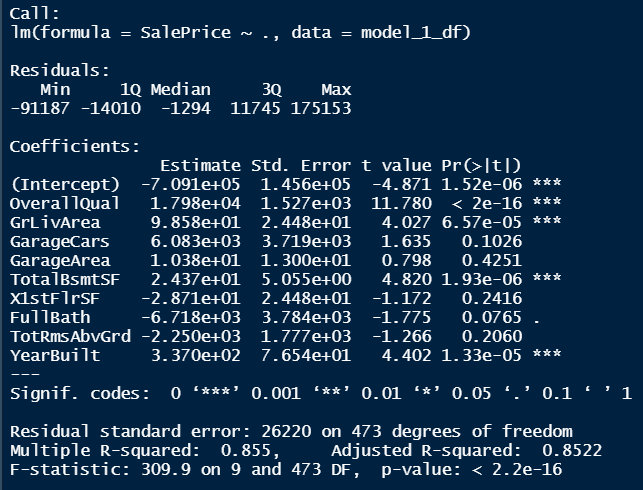 Call:
lm(formula = SalePrice ~ ., data = model_1_df)
Residuals:
Min 1Q Median 3Q Max
-91187 -14010 -1294 11745 175153
Coefficients:
Estimate Std. Error t value Pr(>|t|)
(Intercept) -7.091e+05 1.456e+05 -4.871 1.52e-06 ***
OverallQual 1.798e+04 1.527e+03 11.780 < 2e-16 ***
GrLivArea 9.858e+01 2.448e+01 4.027 6.57e-05 ***
GarageCars 6.083e+03 3.719e+03 1.635 0.1026
GarageArea 1.038e+01 1.300e+01 0.798 0.4251
TotalBsmtSF 2.437e+01 5.055e+00 4.820 1.93e-06 ***
X1stFlrSF -2.871e+01 2.448e+01 -1.172 0.2416
FullBath -6.718e+03 3.784e+03 -1.775 0.0765 .
TotRmsAbvGrd -2.250e+03 1.777e+03 -1.266 0.2060
YearBuilt 3.370e+02 7.654e+01 4.402 1.33e-05 ***
---
Signif. codes: 0 ‘***’ 0.001 ‘**’ 0.01 ‘*’ 0.05 ‘.’ 0.1 ‘ ’ 1
Residual standard error: 26220 on 473 degrees of freedom
Multiple R-squared: 0.855, Adjusted R-squared: 0.8522
F-statistic: 309.9 on 9 and 473 DF, p-value: < 2.2e-16